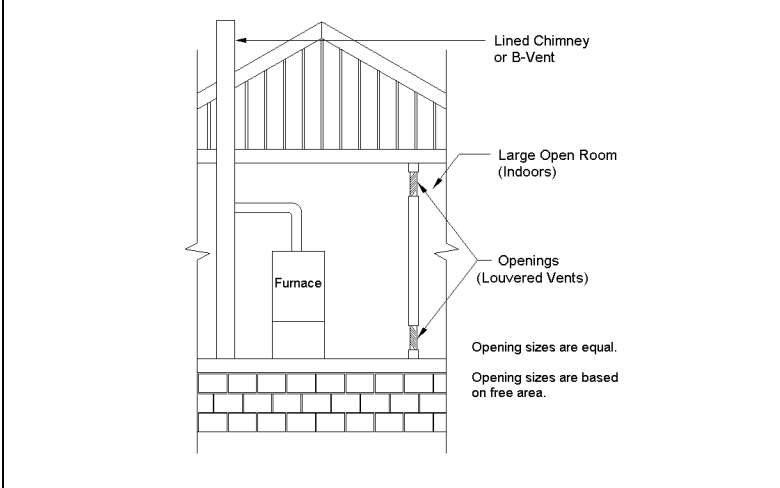 Lined Chimney
or B-Vent
Large Open Room
(Indoors)
Furnace
Openings
(Louvered Vents)
Opening sizes are equal.
Opening sizes are based
on free area.